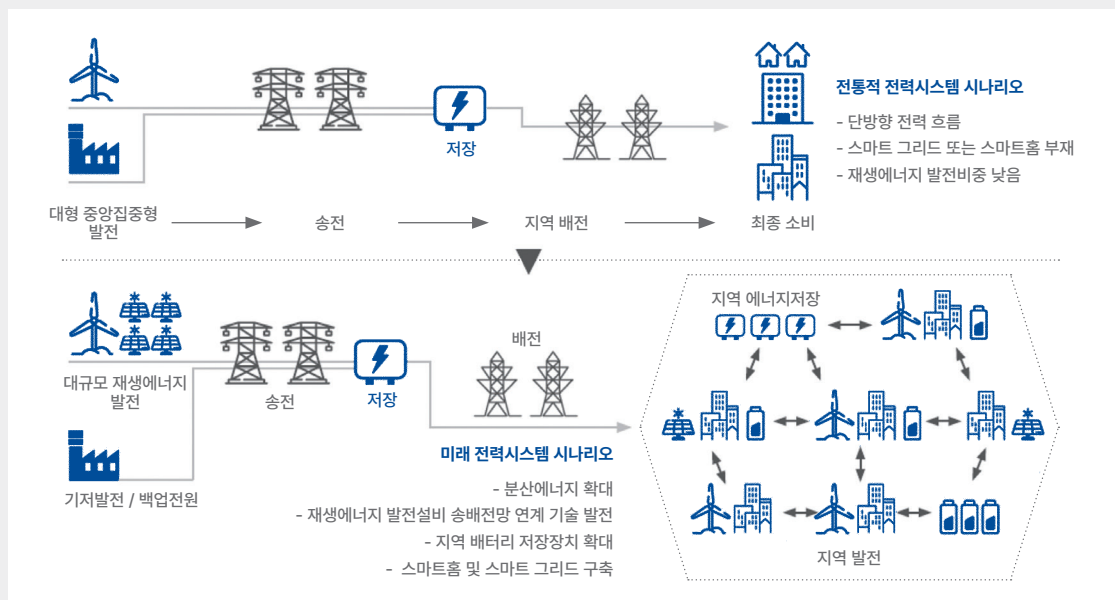 저장
대형 중앙집중형
발전
송전
지역 배전
최종 소비
전통적 전력시스템 시나리오
- 단방향 전력 흐름
- 스마트 그리드 또는 스마트홈 부재
- 재생에너지 발전비중 낮음
대규모 재생에너지
발전
송전
저장
배전
기저발전 / 백업전원
미래 전력시스템 시나리오
- 분산에너지 확대
- 재생에너지 발전설비 송배전망 연계 기술 발전
- 지역 배터리 저장장치 확대
- 스마트홈 및 스마트 그리드 구축
지역 에너지저장
지역 발전